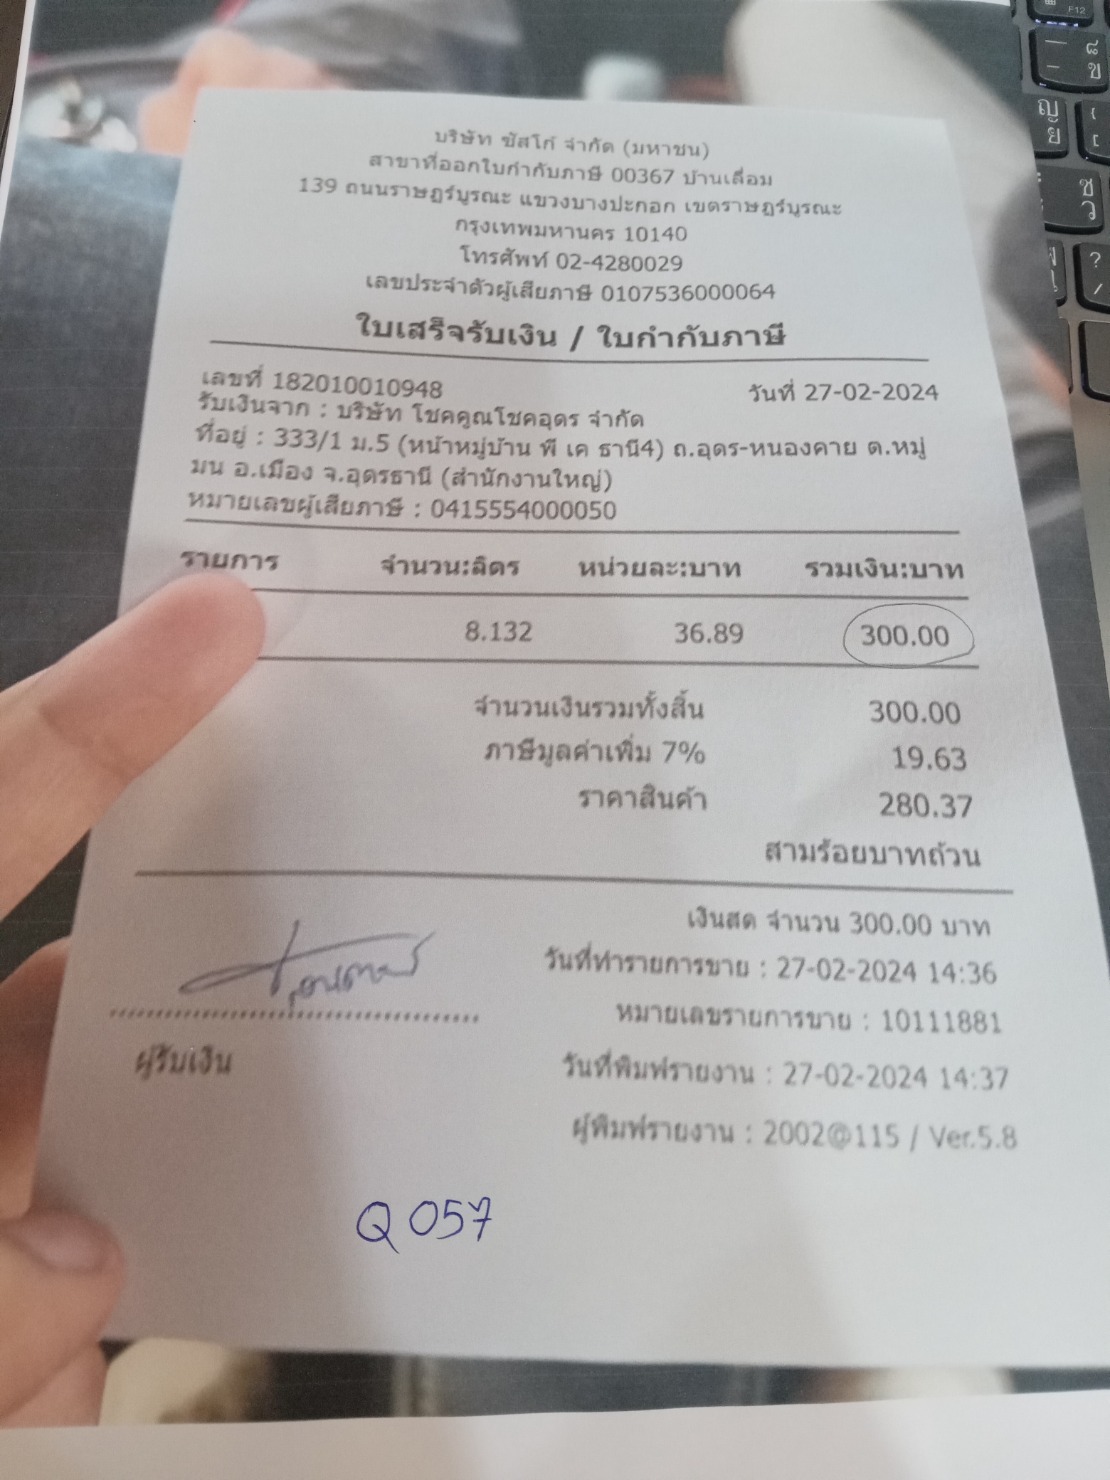 บริษัท ซัสโก้ จำกัด (มหาชน)
สาขาที่ออกใบกำกับภาษี 00367 บ้านเลื่อม
139 ถนนราษฎร์บูรณะ แขวงบางปะกอก เขตราษฎร์บูรณะ
กรุงเทพมหานคร 10140
โทรศัพท์ 02-4280029
เลขประจำตัวผู้เสียภาษี 0107536000064
ใบเสร็จรับเงิน / ใบกำกับภาษี
เลขที่ 182010010948 วันที่ 27-02-2024
รับเงินจาก : บริษัท โชคคูณโชคอุดร จำกัด
ที่อยู่ : 333/1 ม.5 (หน้าหมู่บ้าน พี เค ธานี4) ถ.อุดร-หนองคาย ต.หมู
มน อ.เมือง จ.อุดรธานี (สำนักงานใหญ่)
หมายเลขผู้เสียภาษี : 0415554000050
รายการ จำนวน:ลิตร หน่วยละ:บาท รวมเงิน:บาท
8.132 36.89 300.00
จำนวนเงินรวมทั้งสิ้น 300.00
ภาษีมูลค่าเพิ่ม 7% 19.63
ราคาสินค้า 280.37
สามร้อยบาทถ้วน
เงินสด จำนวน 300.00 บาท
วันที่ทำรายการขาย : 27-02-2024 14:36
หมายเลขรายการขาย : 10111881
ผู้รับเงิน
วันที่พิมพ์รายงาน : 27-02-2024 14:37
ผู้พิมพ์รายงาน : 2002@115 / Ver.5.8
Q 057